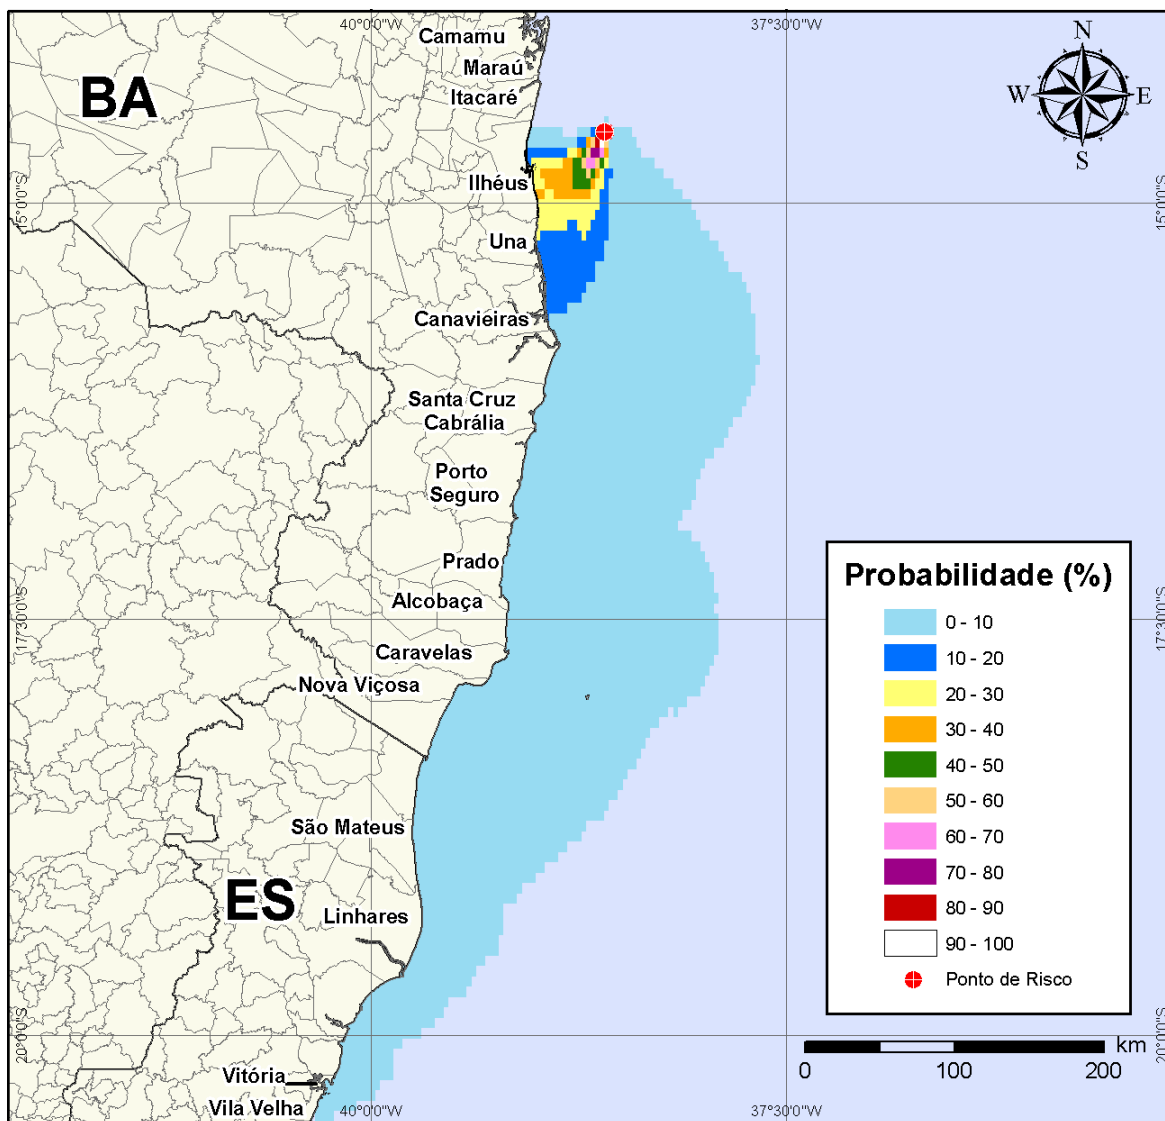 40°0'0"W
37°30'0"W
Camamu
N
Maraú
BA
Itacaré
W
E
S
Ilhéus
15°0'0"S
15°0'0"S
Una
Canavieiras
Santa Cruz
Cabrália
Porto
Seguro
Prado
Probabilidade (%)
Alcobaça
0 - 10
17°30'0"S
17°30'0"S
Caravelas
10 - 20
Nova Viçosa
20 - 30
30 - 40
40 - 50
50 - 60
São Mateus
60 - 70
70 - 80
ES
80 - 90
Linhares
90 - 100
Ponto de Risco
20°0'0"S
20°0'0"S
km
0
100
200
Vitória
Vila Velha
40°0'0"W
37°30'0"W